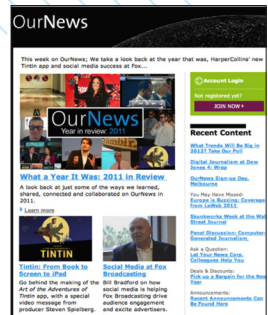 OurNews
This week on OurNews; We take a look back at the year that was, HarperCollins' new
Tintin app and social media success at Fox...
OurNews
Year in review: 2011
What a Year It Was: 2011 in Review
A look back at just some of the ways we learned,
shared, connected and collaborated on OurNews in
2011.
Learn more
TINTIN
Tintin: From Book to
Screen to iPad
Go behind the making of the
Art of the Adventures of
Tintin app, with a special
video message from
producer Steven Spielberg.
Social Media at Fox
Broadcasting
Bill Bradford on how
social media is helping
Fox Broadcasting drive
audience engagement
and excite advertisers.
Account Login
Not registered yet?
JOIN NOW
Recent Content
What Trends Will Be Big in
2012? Take Our Poll
Digital Journalism at Dow
Jones: 4: Wrap
OurNews Sign-up Day,
Melbourne
You May Have Missed:
Europe is Buzzing: Coverage
from LeWeb 2011
Skunkworks Week at the Wall
Street Journal
Panel Discussion: Computer-
Generated Journalism
Ask a Question:
Let Your News Corp.
Colleagues Help You
Deals & Discounts:
Pick up a Bargain for the New
Year
Announcements:
Recent Announcements Can
Be Found Here